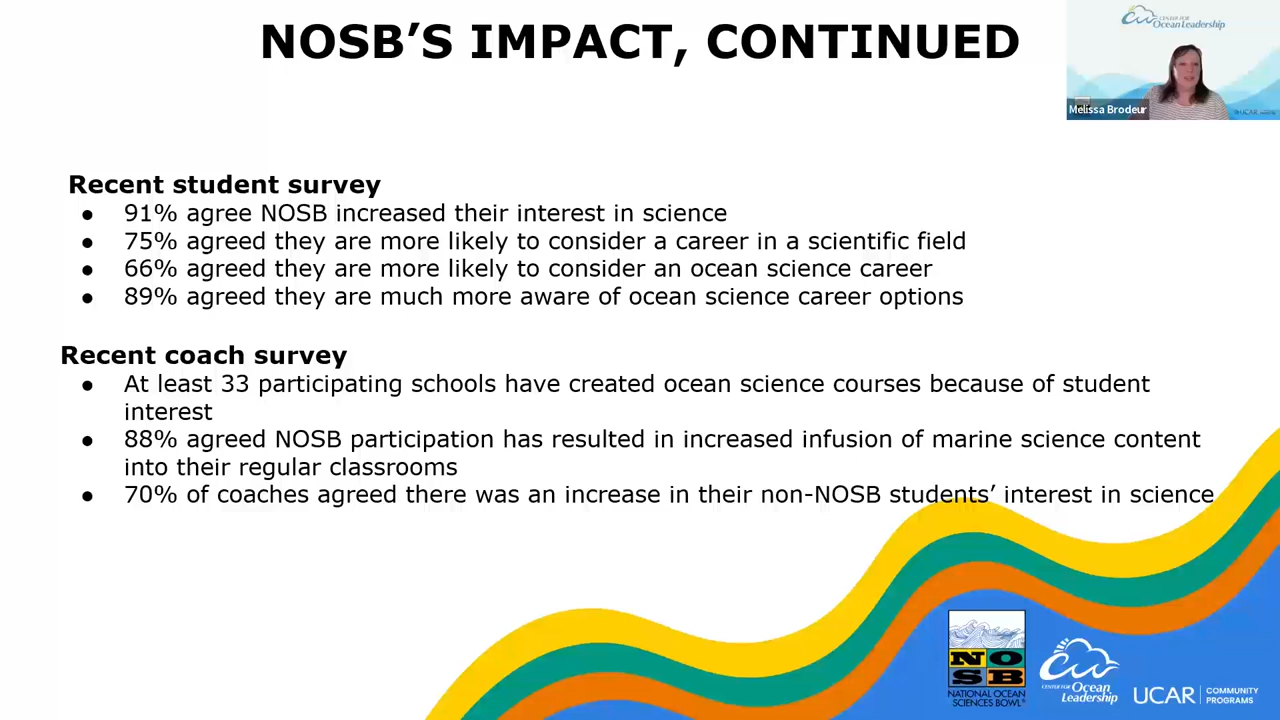 NOSB’S IMPACT, CONTINUED
CENTER FOR
Ocean Leadership
Melissa Brodeur
UCAR
Recent student survey
● 91% agree NOSB increased their interest in science
● 75% agreed they are more likely to consider a career in a scientific field
● 66% agreed they are more likely to consider an ocean science career
● 89% agreed they are much more aware of ocean science career options
Recent coach survey
● At least 33 participating schools have created ocean science courses because of student
interest
● 88% agreed NOSB participation has resulted in increased infusion of marine science content
into their regular classrooms
● 70% of coaches agreed there was an increase in their non-NOSB students’ interest in science
N O
S B
NATIONAL OCEAN
SCIENCES BOWL®
CENTER FOR
Ocean
Leadership
UCAR
COMMUNITY
PROGRAMS